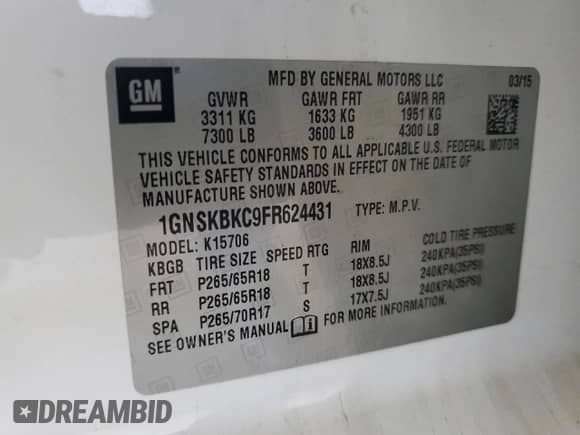 GM
MFD BY GENERAL MOTORS LLC 03/15
GVWR GAWR FRT GAWR RR
3311 KG 1633 KG 1951 KG
7300 LB 3600 LB 4300 LB
THIS VEHICLE CONFORMS TO ALL APPLICABLE U.S. FEDERAL MOTOR
VEHICLE SAFETY STANDARDS IN EFFECT ON THE DATE OF
MANUFACTURE SHOWN ABOVE.
1GNSKBKC9FR624431 TYPE: M.P.V.
MODEL: K15706
KBGB TIRE SIZE SPEED RTG RIM COLD TIRE PRESSURE
FRT P265/65R18 T 18X8.5J 240KPA(35PSI)
RR P265/65R18 T 18X8.5J 240KPA(35PSI)
SPA P265/70R17 S 17X7.5J 240KPA(35PSI)
SEE OWNER'S MANUAL FOR MORE INFORMATION.
DREAMBID